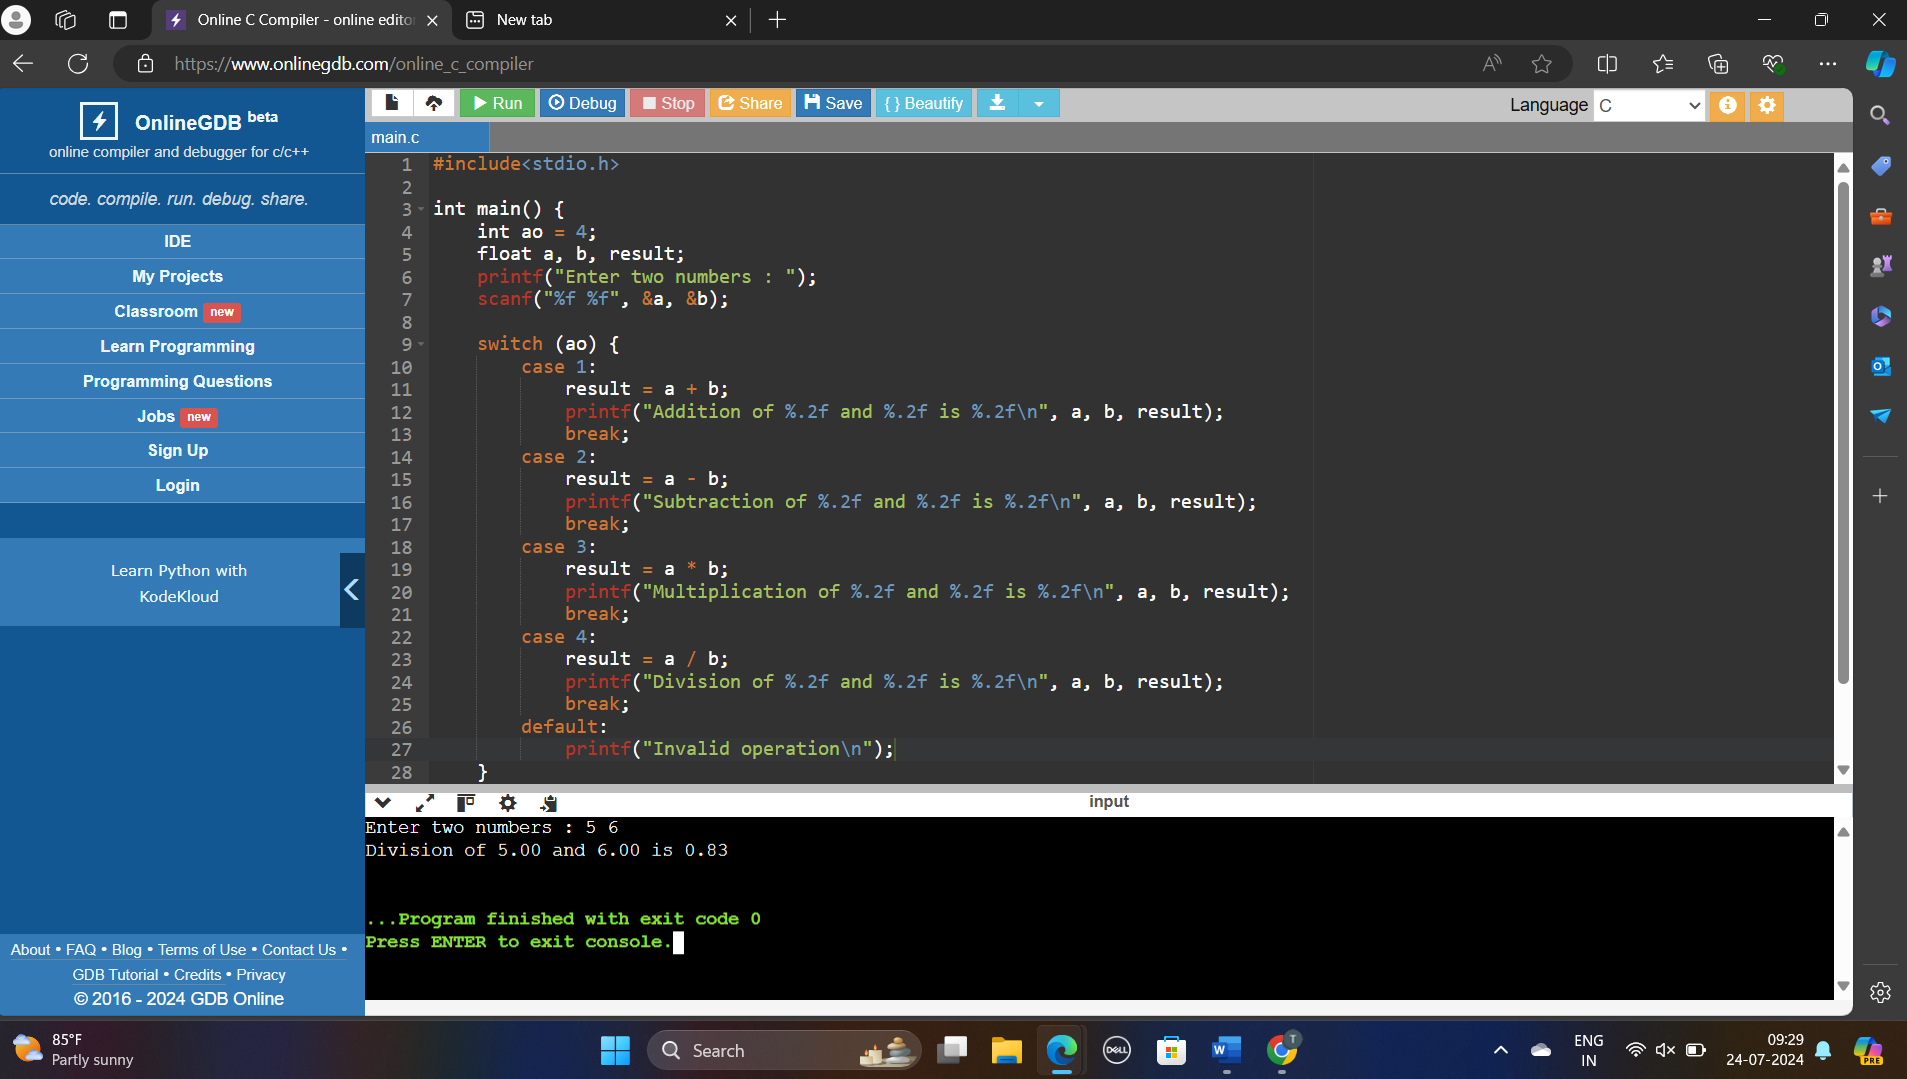 Online C Compiler - online editor
New tab
https://www.onlinegdb.com/online_c_compiler
OnlineGDB beta
online compiler and debugger for c/c++
code. compile. run. debug. share.
IDE
My Projects
Classroom new
Learn Programming
Programming Questions
Jobs new
Sign Up
Login
Learn Python with
KodeKloud
About • FAQ • Blog • Terms of Use • Contact Us •
GDB Tutorial • Credits • Privacy
© 2016 - 2024 GDB Online
Run Debug Stop Share Save { } Beautify
Language C
main.c
1 #include<stdio.h>
2
3 int main() {
4     int ao = 4;
5     float a, b, result;
6     printf("Enter two numbers : ");
7     scanf("%f %f", &a, &b);
8
9     switch (ao) {
10         case 1:
11             result = a + b;
12             printf("Addition of %.2f and %.2f is %.2f\n", a, b, result);
13             break;
14         case 2:
15             result = a - b;
16             printf("Subtraction of %.2f and %.2f is %.2f\n", a, b, result);
17             break;
18         case 3:
19             result = a * b;
20             printf("Multiplication of %.2f and %.2f is %.2f\n", a, b, result);
21             break;
22         case 4:
23             result = a / b;
24             printf("Division of %.2f and %.2f is %.2f\n", a, b, result);
25             break;
26         default:
27             printf("Invalid operation\n");
28     }
input
Enter two numbers : 5 6
Division of 5.00 and 6.00 is 0.83
...Program finished with exit code 0
Press ENTER to exit console.
85°F
Partly sunny
Search
DELL
W
T
ENG
IN
09:29
24-07-2024
PRE